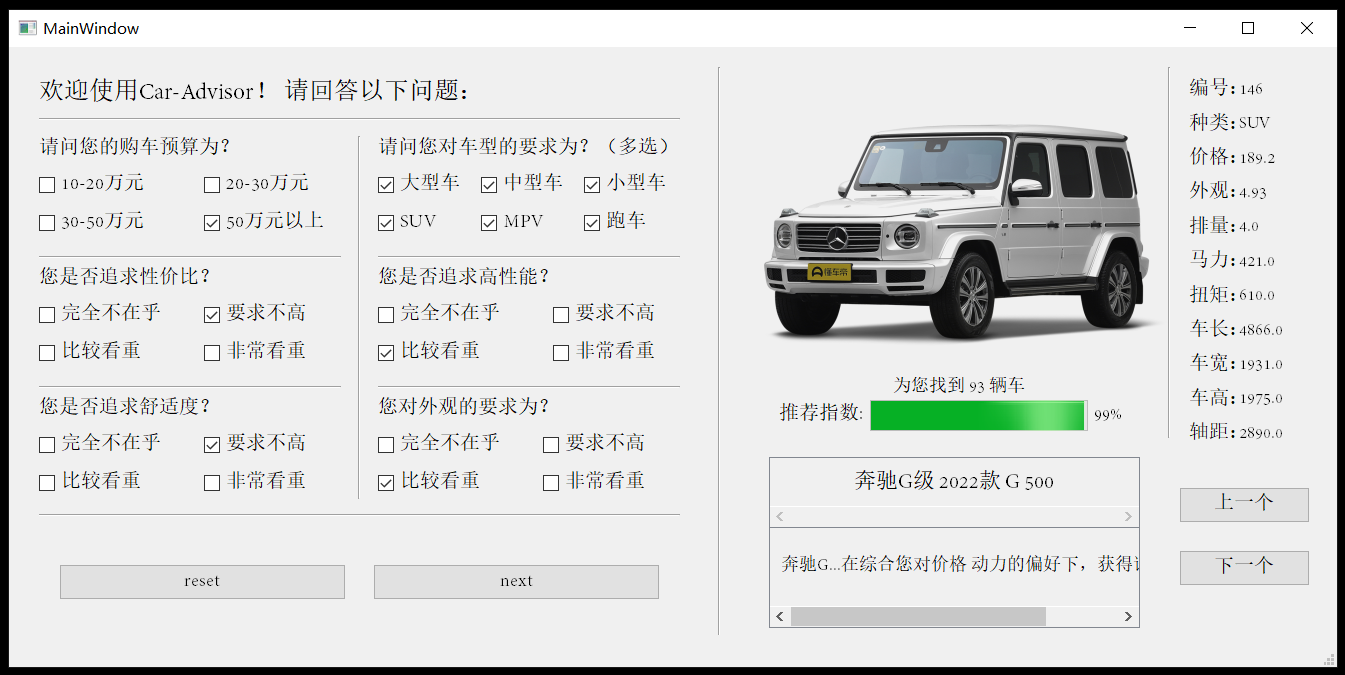 MainWindow
欢迎使用Car-Advisor！ 请回答以下问题：
请问您的购车预算为？
10-20万元 20-30万元
30-50万元 50万元以上
请问您对车型的要求为？（多选）
大型车 中型车 小型车
SUV MPV 跑车
您是否追求性价比？
完全不在乎 要求不高
比较看重 非常看重
您是否追求高性能？
完全不在乎 要求不高
比较看重 非常看重
您是否追求舒适度？
完全不在乎 要求不高
比较看重 非常看重
您对外观的要求为？
完全不在乎 要求不高
比较看重 非常看重
reset next
懂车帝
为您找到 93 辆车
推荐指数: 99%
奔驰G级 2022款 G 500
奔驰G...在综合您对价格 动力的偏好下，获得
编号：146
种类：SUV
价格：189.2
外观：4.93
排量：4.0
马力：421.0
扭矩：610.0
车长：4866.0
车宽：1931.0
车高：1975.0
轴距：2890.0
上一个
下一个